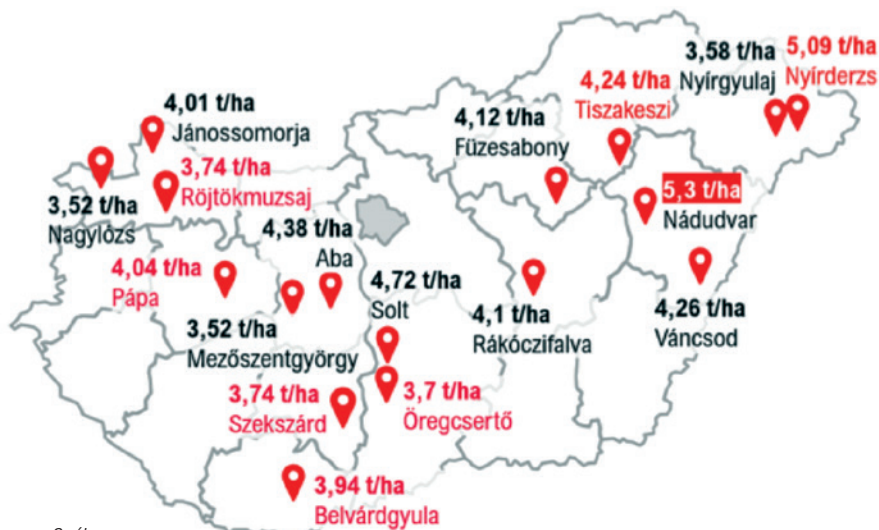 3,58 t/ha
Nyírgyulaj
5,09 t/ha
Nyírderzs
4,24 t/ha
Tiszakeszi
4,01 t/ha
Jánossomorja
4,12 t/ha
Füzesabony
3,74 t/ha
Röjtökmuzsaj
5,3 t/ha
Nádudvar
3,52 t/ha
Nagylózs
4,38 t/ha
Aba
4,04 t/ha
Pápa
4,72 t/ha
Solt
4,1 t/ha
Rákóczifalva
4,26 t/ha
Váncsod
3,52 t/ha
Mezőszentgyörgy
3,74 t/ha
Szekszárd
3,7 t/ha
Öregcsertő
3,94 t/ha
Belvárdgyula